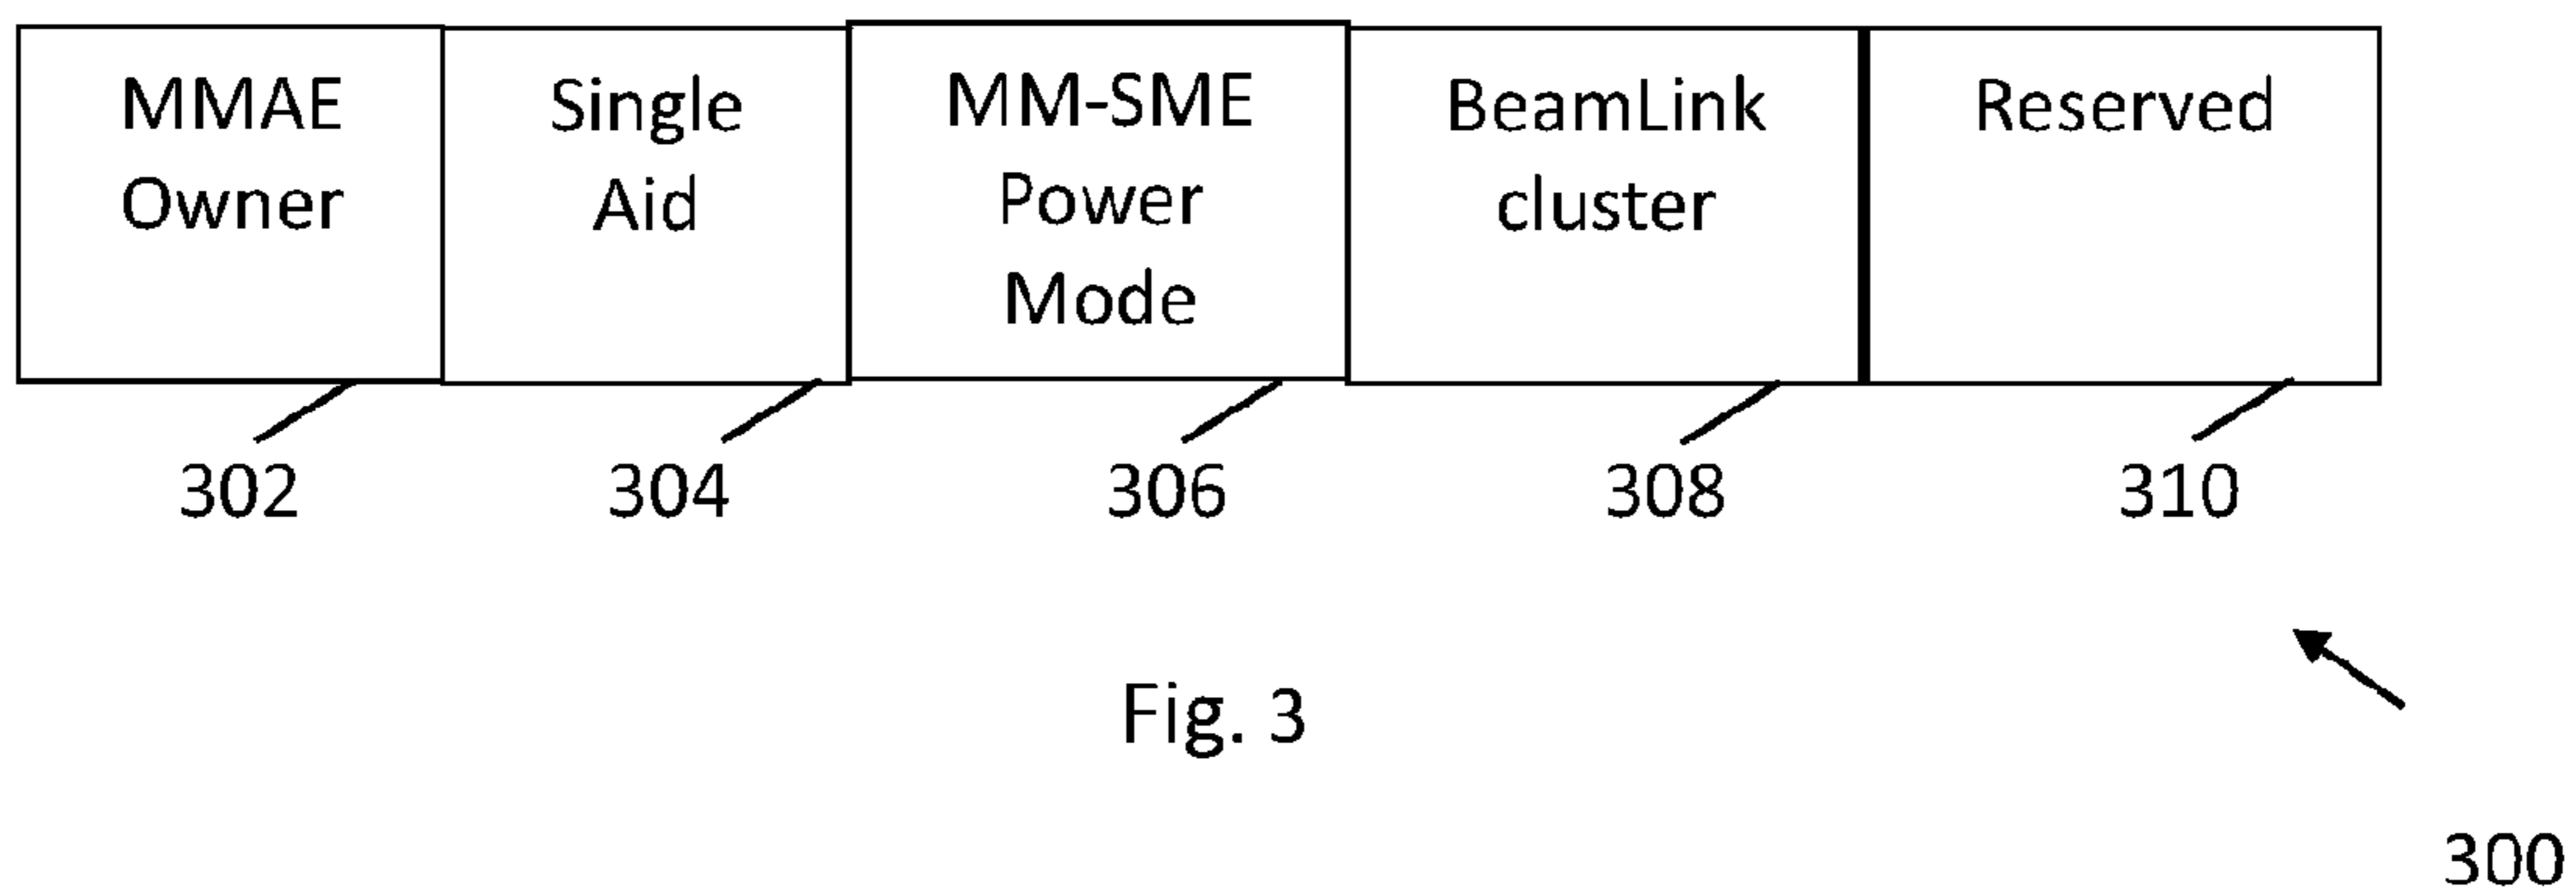 MMAE
Owner
Single
Aid
MM-SME
Power
Mode
BeamLink
cluster
Reserved
302
304
306
308
310
Fig. 3
300